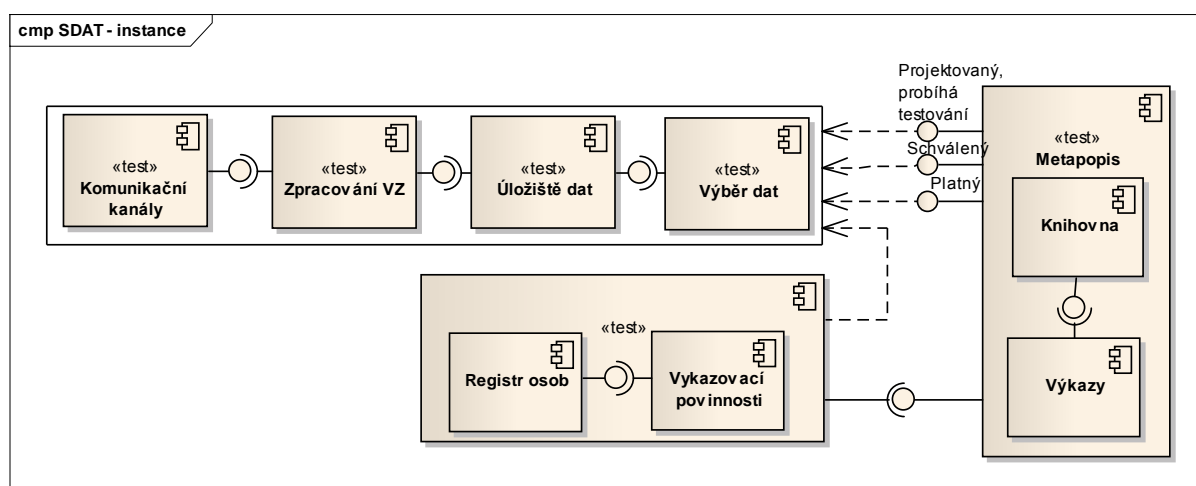 cmp SDAT - instance
Projektovaný,
probíhá
testování
Schválený
Platný
«test»
Komunikační
kanály
«test»
Zpracování VZ
«test»
Úložiště dat
«test»
Výběr dat
«test»
Metapopis
Knihovna
Výkazy
«test»
Registr osob
Vykazovací
povinnosti